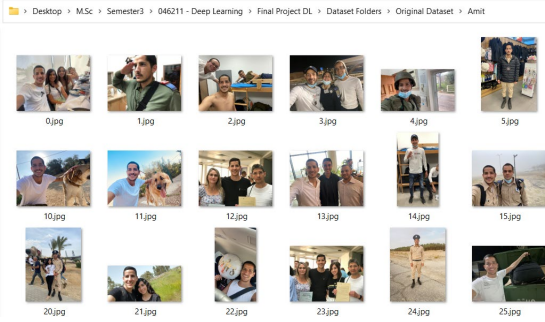 > Desktop > M.Sc > Semester3 > 046211 - Deep Learning > Final Project DL > Dataset Folders > Original Dataset > Amit
0.jpg 1.jpg 2.jpg 3.jpg 4.jpg 5.jpg
10.jpg 11.jpg 12.jpg 13.jpg 14.jpg 15.jpg
20.jpg 21.jpg 22.jpg 23.jpg 24.jpg 25.jpg